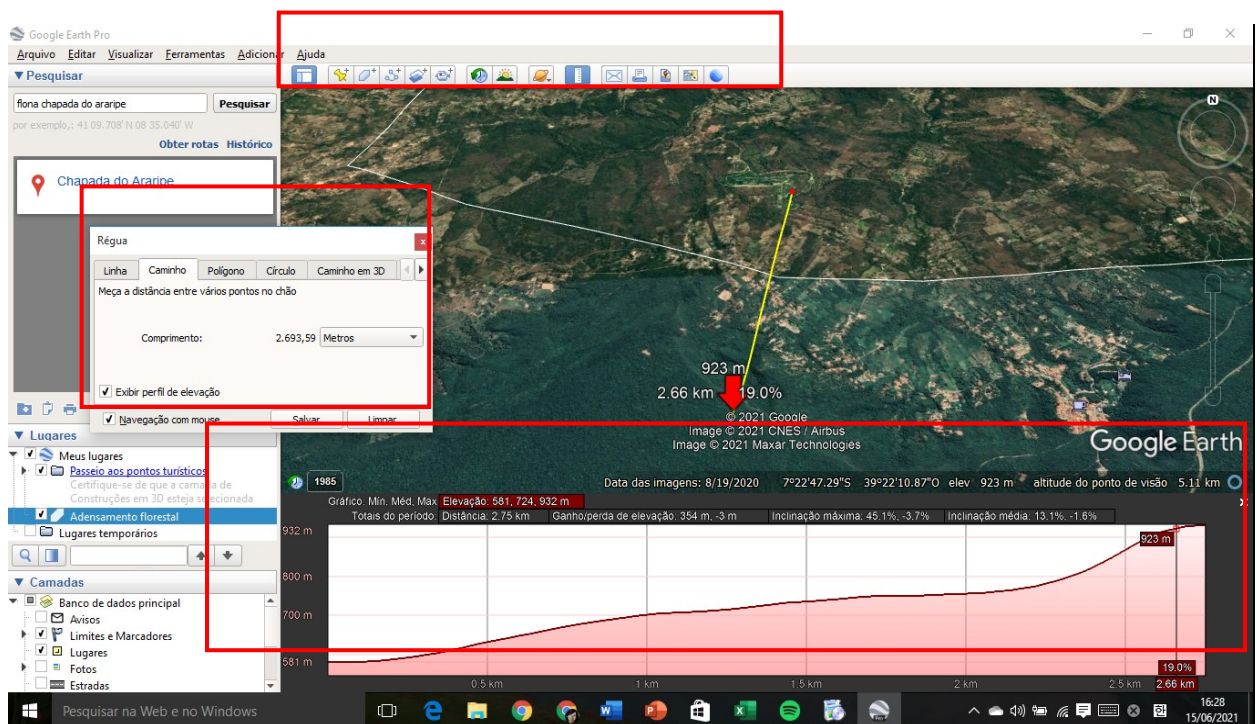 Google Earth Pro
Arquivo Editar Visualizar Ferramentas Adicionar Ajuda
Pesquisar
flona chapada do araripe Pesquisar
por exemplo,: 41 09.708' N 08 35.040' W
Obter rotas Histórico
Chapada do Araripe
Régua
Linha Caminho Polígono Círculo Caminho em 3D
Meça a distância entre vários pontos no chão
Comprimento: 2.693,59 Metros
Exibir perfil de elevação
Navegação com mouse Salvar Limpar
Lugares
Meus lugares
Passeio aos pontos turísticos
Certifique-se de que a camada de
Construções em 3D esteja selecionada
Adensamento florestal
Lugares temporários
Camadas
Banco de dados principal
Avisos
Limites e Marcadores
Lugares
Fotos
Estradas
N
923 m
2.66 km 19.0%
© 2021 Google
Image © 2021 CNES / Airbus
Image © 2021 Maxar Technologies
Google Earth
1985 Data das imagens: 8/19/2020 7°22'47.29"S 39°22'10.87"O elev 923 m altitude do ponto de visão 5.11 km
Gráfico: Mín. Méd. Máx Elevação: 581, 724, 932 m
Totais do período: Distância: 2.75 km Ganho/perda de elevação: 354 m, -3 m Inclinação máxima: 45.1%, -3.7% Inclinação média: 13.1%, -1.6%
932 m
923 m
800 m
700 m
581 m
19.0%
0.5 km 1 km 1.5 km 2 km 2.5 km 2.66 km
Pesquisar na Web e no Windows
16:28
15/06/2021